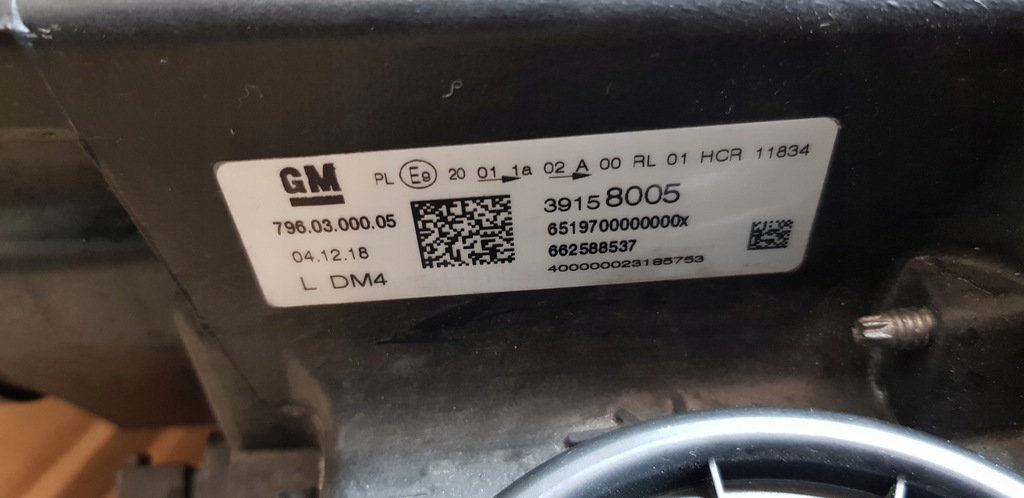 GM PL E9 20 01 1a 02 A 00 RL 01 HCR 11834
796.03.000.05
04.12.18
L DM4
39158005
6519700000000X
662588537
400000023185753